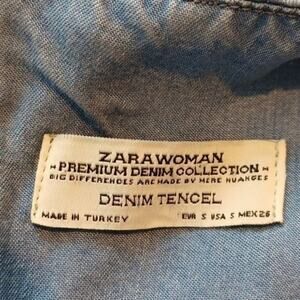 ZARAWOMAN
-PREMIUM DENIM COLLECTION-
BIG DIFFERENCES ARE MADE BY MERE NUANGES
DENIM TENCEL
MADE IN TURKEY EUR S USA S MEX 26